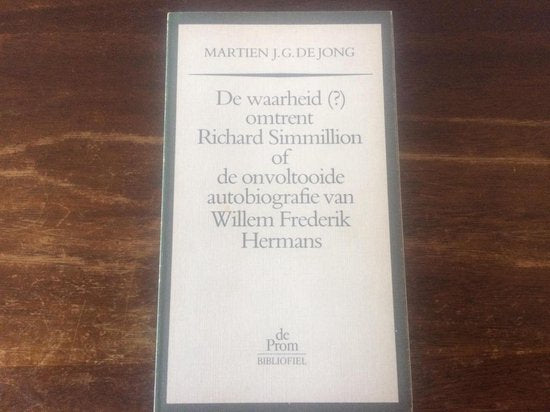 MARTIEN J.G. DE JONG
De waarheid (?)
omtrent
Richard Simmillion
of
de onvoltooide
autobiografie van
Willem Frederik
Hermans
de
Prom
BIBLIOFIEL